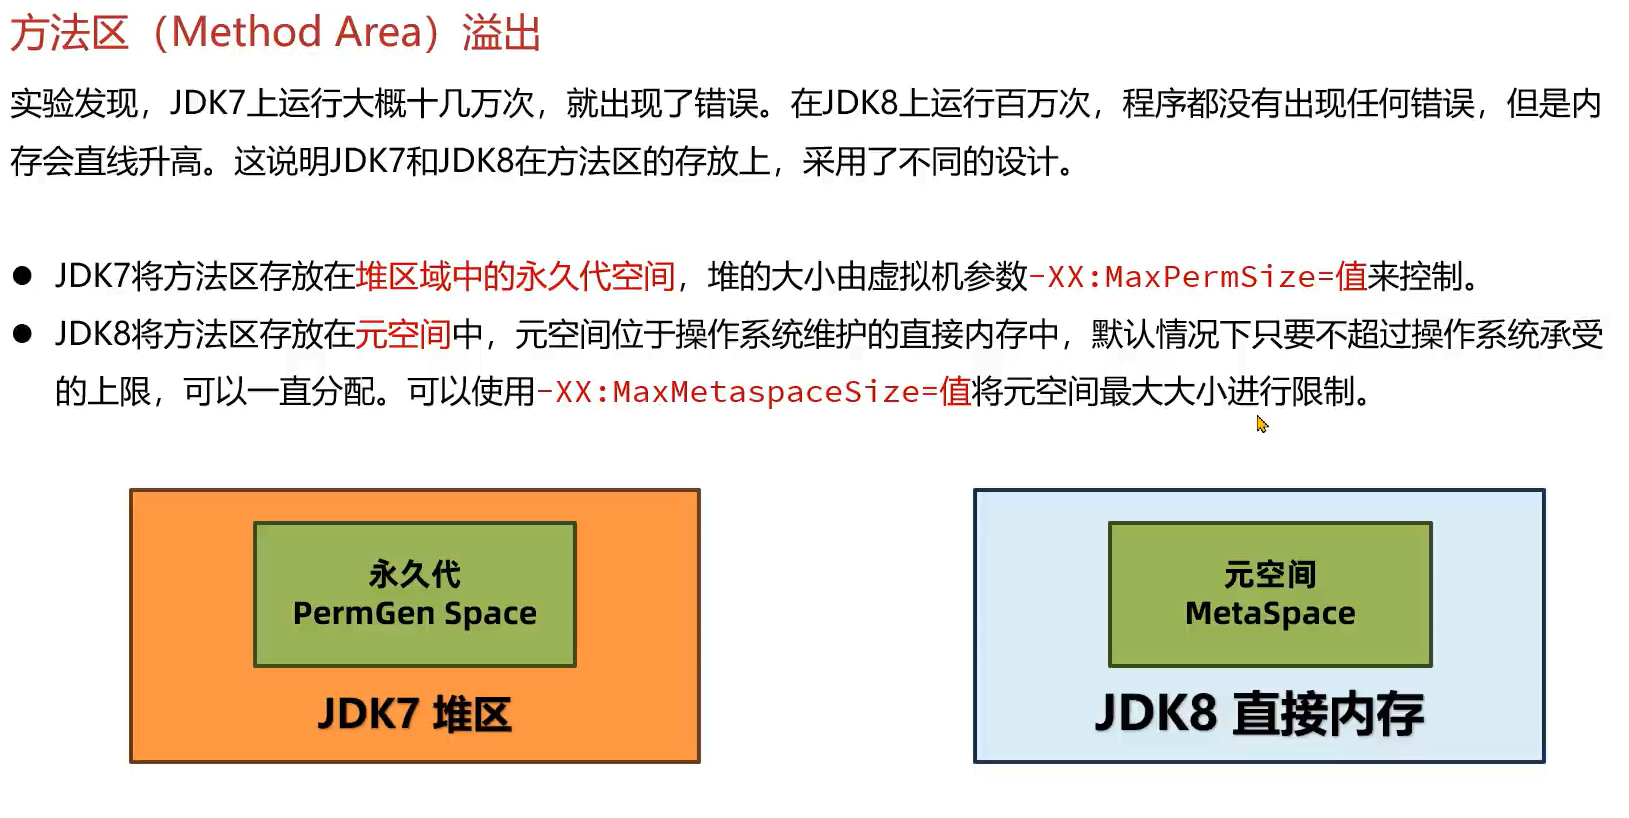 方法区（Method Area）溢出
实验发现，JDK7上运行大概十几万次，就出现了错误。在JDK8上运行百万次，程序都没有出现任何错误，但是内
存会直线升高。这说明JDK7和JDK8在方法区的存放上，采用了不同的设计。
● JDK7将方法区存放在堆区域中的永久代空间，堆的大小由虚拟机参数-XX:MaxPermSize=值来控制。
● JDK8将方法区存放在元空间中，元空间位于操作系统维护的直接内存中，默认情况下只要不超过操作系统承受
的上限，可以一直分配。可以使用-XX:MaxMetaspaceSize=值将元空间最大大小进行限制。
永久代
PermGen Space
JDK7 堆区
元空间
MetaSpace
JDK8 直接内存